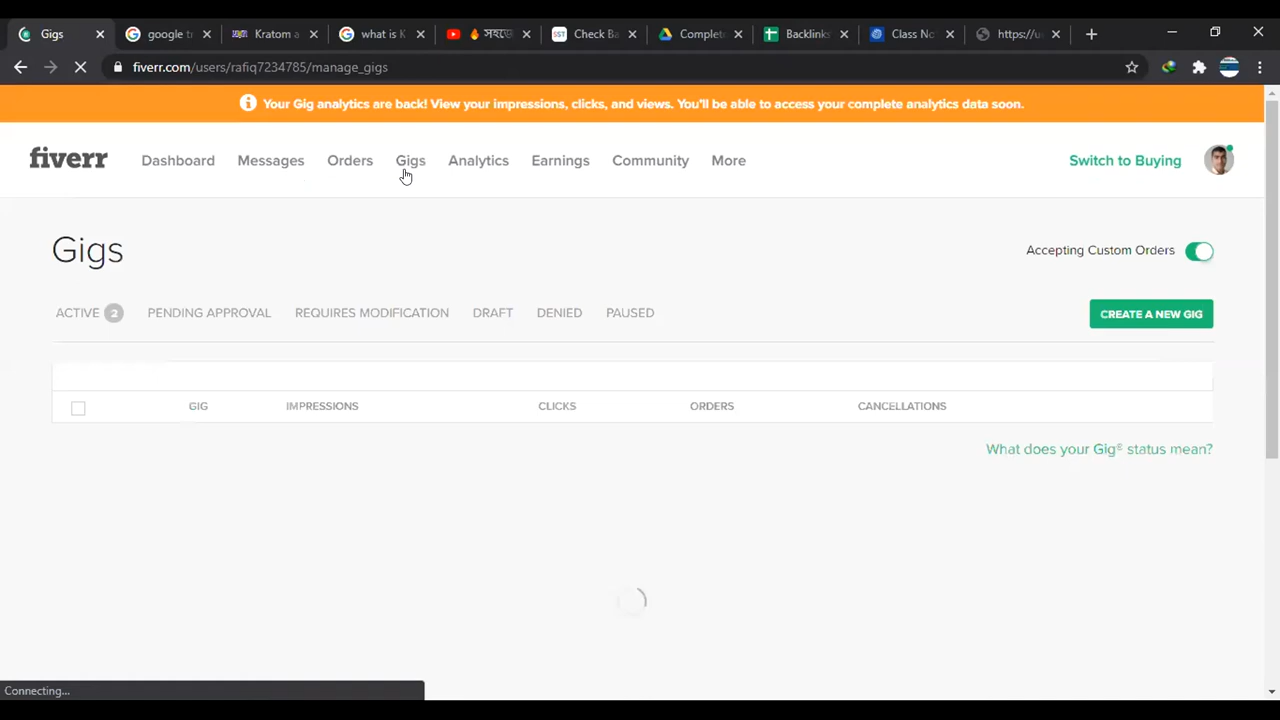 Gigs
google tr
Kratom a
what is K
🔥 সহজে
SST
Check Ba
Complete
Backlinks
Class No
https://u
fiverr.com/users/rafiq7234785/manage_gigs
Your Gig analytics are back! View your impressions, clicks, and views. You'll be able to access your complete analytics data soon.
fiverr
Dashboard
Messages
Orders
Gigs
Analytics
Earnings
Community
More
Switch to Buying
Gigs
Accepting Custom Orders
ACTIVE 2
PENDING APPROVAL
REQUIRES MODIFICATION
DRAFT
DENIED
PAUSED
CREATE A NEW GIG
GIG
IMPRESSIONS
CLICKS
ORDERS
CANCELLATIONS
What does your Gig® status mean?
Connecting...